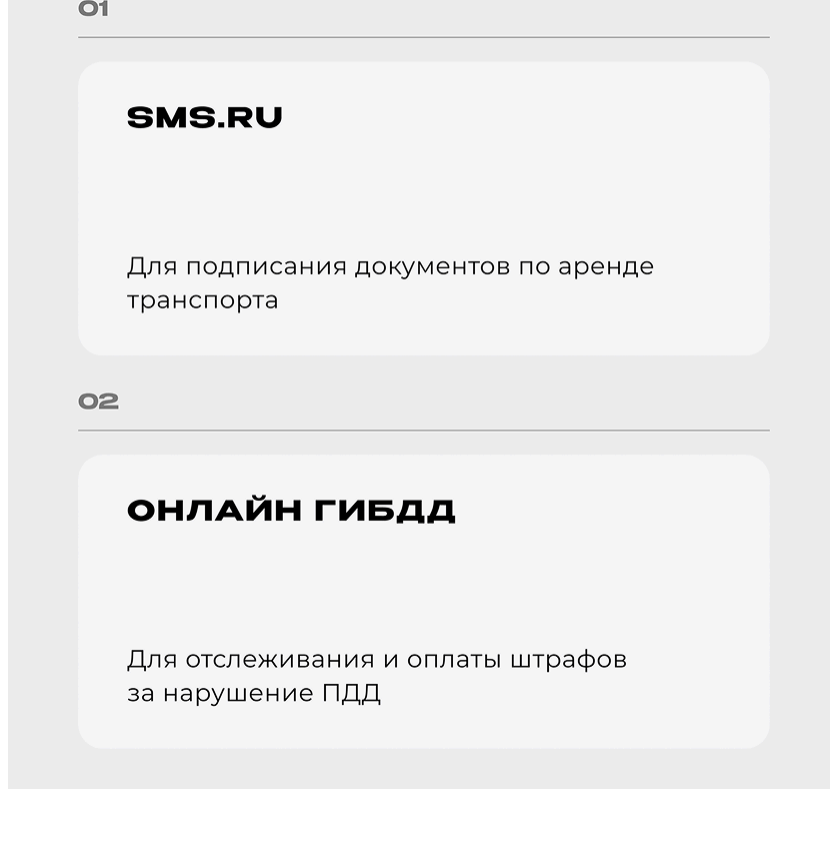 01
SMS.RU
Для подписания документов по аренде
транспорта
02
ОНЛАЙН ГИБДД
Для отслеживания и оплаты штрафов
за нарушение ПДД